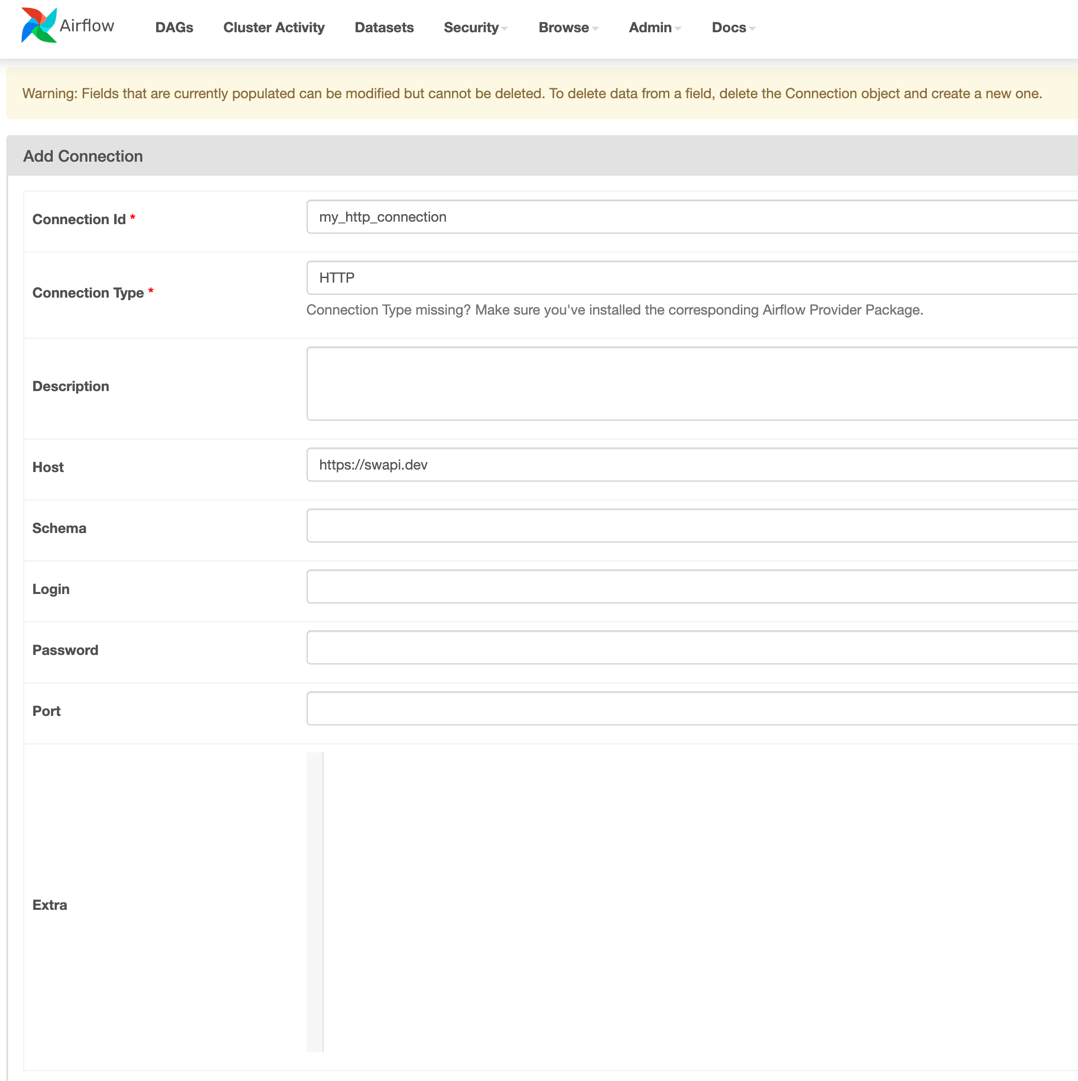 Airflow DAGs Cluster Activity Datasets Security Browse Admin Docs
Warning: Fields that are currently populated can be modified but cannot be deleted. To delete data from a field, delete the Connection object and create a new one.
Add Connection
Connection Id * my_http_connection
Connection Type * HTTP
Connection Type missing? Make sure you've installed the corresponding Airflow Provider Package.
Description
Host https://swapi.dev
Schema
Login
Password
Port
Extra